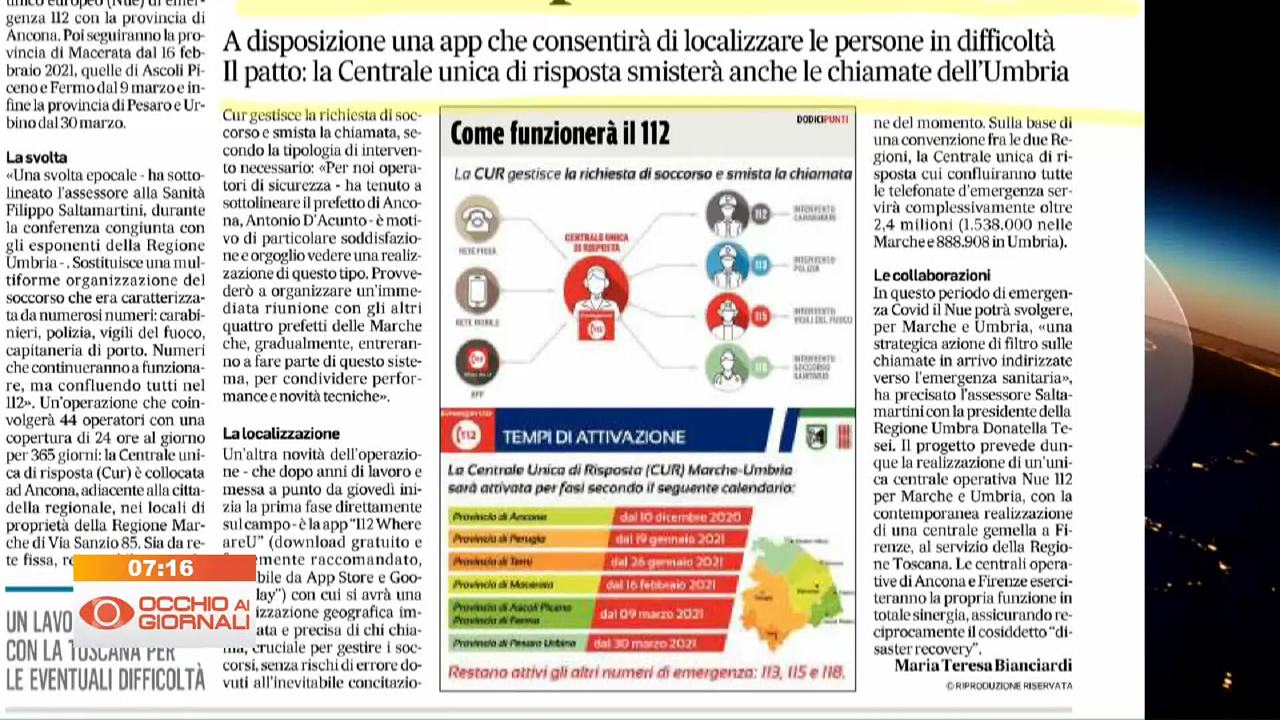 genza 112 con la provincia di
Ancona. Poi seguiranno la pro-
vincia di Macerata dal 16 feb-
braio 2021, quelle di Ascoli Pi-
ceno e Fermo dal 9 marzo e in-
fine la provincia di Pesaro e Ur-
bino dal 30 marzo.
La svolta
«Una svolta epocale - ha sotto-
lineato l'assessore alla Sanità
Filippo Saltamartini, durante
la conferenza congiunta con
gli esponenti della Regione
Umbria -. Sostituisce una mul-
tiforme organizzazione del
soccorso che era caratterizza-
ta da numerosi numeri: carabi-
nieri, polizia, vigili del fuoco,
capitaneria di porto. Numeri
che continueranno a funziona-
re, ma confluendo tutti nel
112». Un'operazione che coin-
volgerà 44 operatori con una
copertura di 24 ore al giorno
per 365 giorni: la Centrale uni-
ca di risposta (Cur) è collocata
ad Ancona, adiacente alla citta-
della regionale, nei locali di
proprietà della Regione Mar-
che di Via Sanzio 85. Sia da re-
te fissa,
UN LAVO
CON LA TOSCANA PER
LE EVENTUALI DIFFICOLTÀ
07:16
OCCHIO AI
GIORNALI
A disposizione una app che consentirà di localizzare le persone in difficoltà
Il patto: la Centrale unica di risposta smisterà anche le chiamate dell'Umbria
Cur gestisce la richiesta di soc-
corso e smista la chiamata, se-
condo la tipologia di interven-
to necessario: «Per noi opera-
tori di sicurezza - ha tenuto a
sottolineare il prefetto di Anco-
na, Antonio D'Acunto - è moti-
vo di particolare soddisfazio-
ne e orgoglio vedere una realiz-
zazione di questo tipo. Provve-
derò a organizzare un'imme-
diata riunione con gli altri
quattro prefetti delle Marche
che, gradualmente, entreran-
no a fare parte di questo siste-
ma, per condividere perfor-
mance e novità tecniche».
La localizzazione
Un'altra novità dell'operazio-
ne - che dopo anni di lavoro e
messa a punto da giovedì ini-
zia la prima fase direttamente
sul campo - è la app "112 Where
areU" (download gratuito e
mente raccomandato,
bile da App Store e Goo-
lay") con cui si avrà una
izzazione geografica im-
ata e precisa di chi chia-
ma, cruciale per gestire i soc-
corsi, senza rischi di errore do-
vuti all'inevitabile concitazio-
Come funzionerà il 112
DODICIPUNTI
La CUR gestisce la richiesta di soccorso e smista la chiamata
RETE FISSA
RETE MOBILE
APP
CENTRALE UNICA
DI RISPOSTA
112
112 INTERVENTO
CARABINIERI
113 INTERVENTO
POLIZIA
115 INTERVENTO
VIGILI DEL FUOCO
118 INTERVENTO
SOCCORSO
SANITARIO
Emergenza
112
TEMPI DI ATTIVAZIONE
La Centrale Unica di Risposta (CUR) Marche-Umbria
sarà attivata per fasi secondo il seguente calendario:
Provincia di Ancona dal 10 dicembre 2020
Provincia di Perugia dal 19 gennaio 2021
Provincia di Terni dal 26 gennaio 2021
Provincia di Macerata dal 16 febbraio 2021
Provincia di Ascoli Piceno
Provincia di Fermo dal 09 marzo 2021
Provincia di Pesaro Urbino dal 30 marzo 2021
Restano attivi gli altri numeri di emergenza: 113, 115 e 118.
ne del momento. Sulla base di
una convenzione fra le due Re-
gioni, la Centrale unica di ri-
sposta cui confluiranno tutte
le telefonate d'emergenza ser-
virà complessivamente oltre
2,4 milioni (1.538.000 nelle
Marche e 888.908 in Umbria).
Le collaborazioni
In questo periodo di emergen-
za Covid il Nue potrà svolgere,
per Marche e Umbria, «una
strategica azione di filtro sulle
chiamate in arrivo indirizzate
verso l'emergenza sanitaria»,
ha precisato l'assessore Salta-
martini con la presidente della
Regione Umbra Donatella Te-
sei. Il progetto prevede dun-
que la realizzazione di un'uni-
ca centrale operativa Nue 112
per Marche e Umbria, con la
contemporanea realizzazione
di una centrale gemella a Fi-
renze, al servizio della Regio-
ne Toscana. Le centrali opera-
tive di Ancona e Firenze eserci-
teranno la propria funzione in
totale sinergia, assicurando re-
ciprocamente il cosiddetto "di-
saster recovery".
Maria Teresa Bianciardi
© RIPRODUZIONE RISERVATA